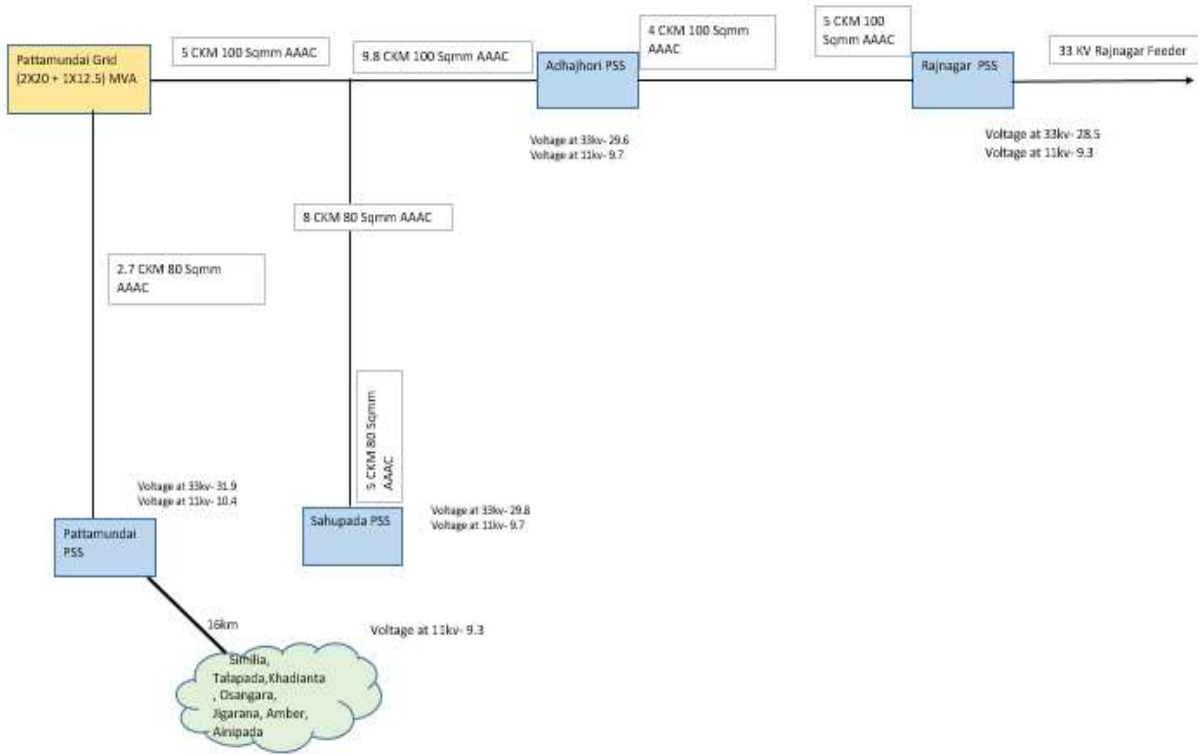 5 CKM 100 Sqmm AAAC
9.8 CKM 100 Sqmm AAAC
4 CKM 100 Sqmm
AAAC
5 CKM 100
Sqmm AAAC
33 KV Rajnagar Feeder
Pattamundai Grid
(2X20 + 1X12.5) MVA
Adhajhori PSS
Rajnagar PSS
Voltage at 33kv- 29.6
Voltage at 11kv- 9.7
Voltage at 33kv- 28.5
Voltage at 11kv- 9.3
8 CKM 80 Sqmm AAAC
2.7 CKM 80 Sqmm
AAAC
5 CKM 80 Sqmm
AAAC
Voltage at 33kv- 31.9
Voltage at 11kv- 10.4
Pattamundai
PSS
Sahupada PSS
Voltage at 33kv- 29.8
Voltage at 11kv- 9.7
16km
Voltage at 11kv- 9.3
Similia,
Talapada,Khadianta
, Osangara,
Jigarana, Amber,
Ainipada